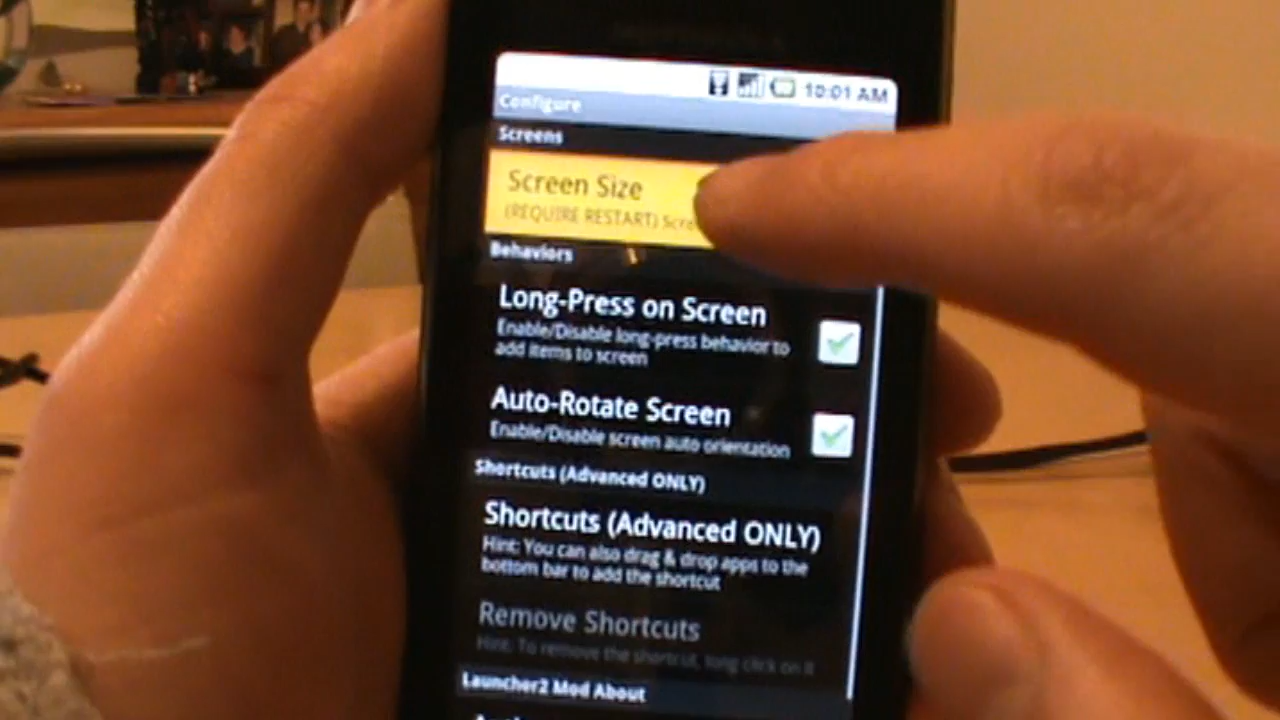 10:01 AM
Configure
Screens
Screen Size
(REQUIRE RESTART)
Behaviors
Long-Press on Screen
Enable/Disable long-press behavior to
add items to screen
Auto-Rotate Screen
Enable/Disable screen auto orientation
Shortcuts (Advanced ONLY)
Shortcuts (Advanced ONLY)
Hint: You can also drag & drop apps to the
bottom bar to add the shortcut
Remove Shortcuts
Hint: To remove the shortcut, long click on it
Launcher2 Mod About